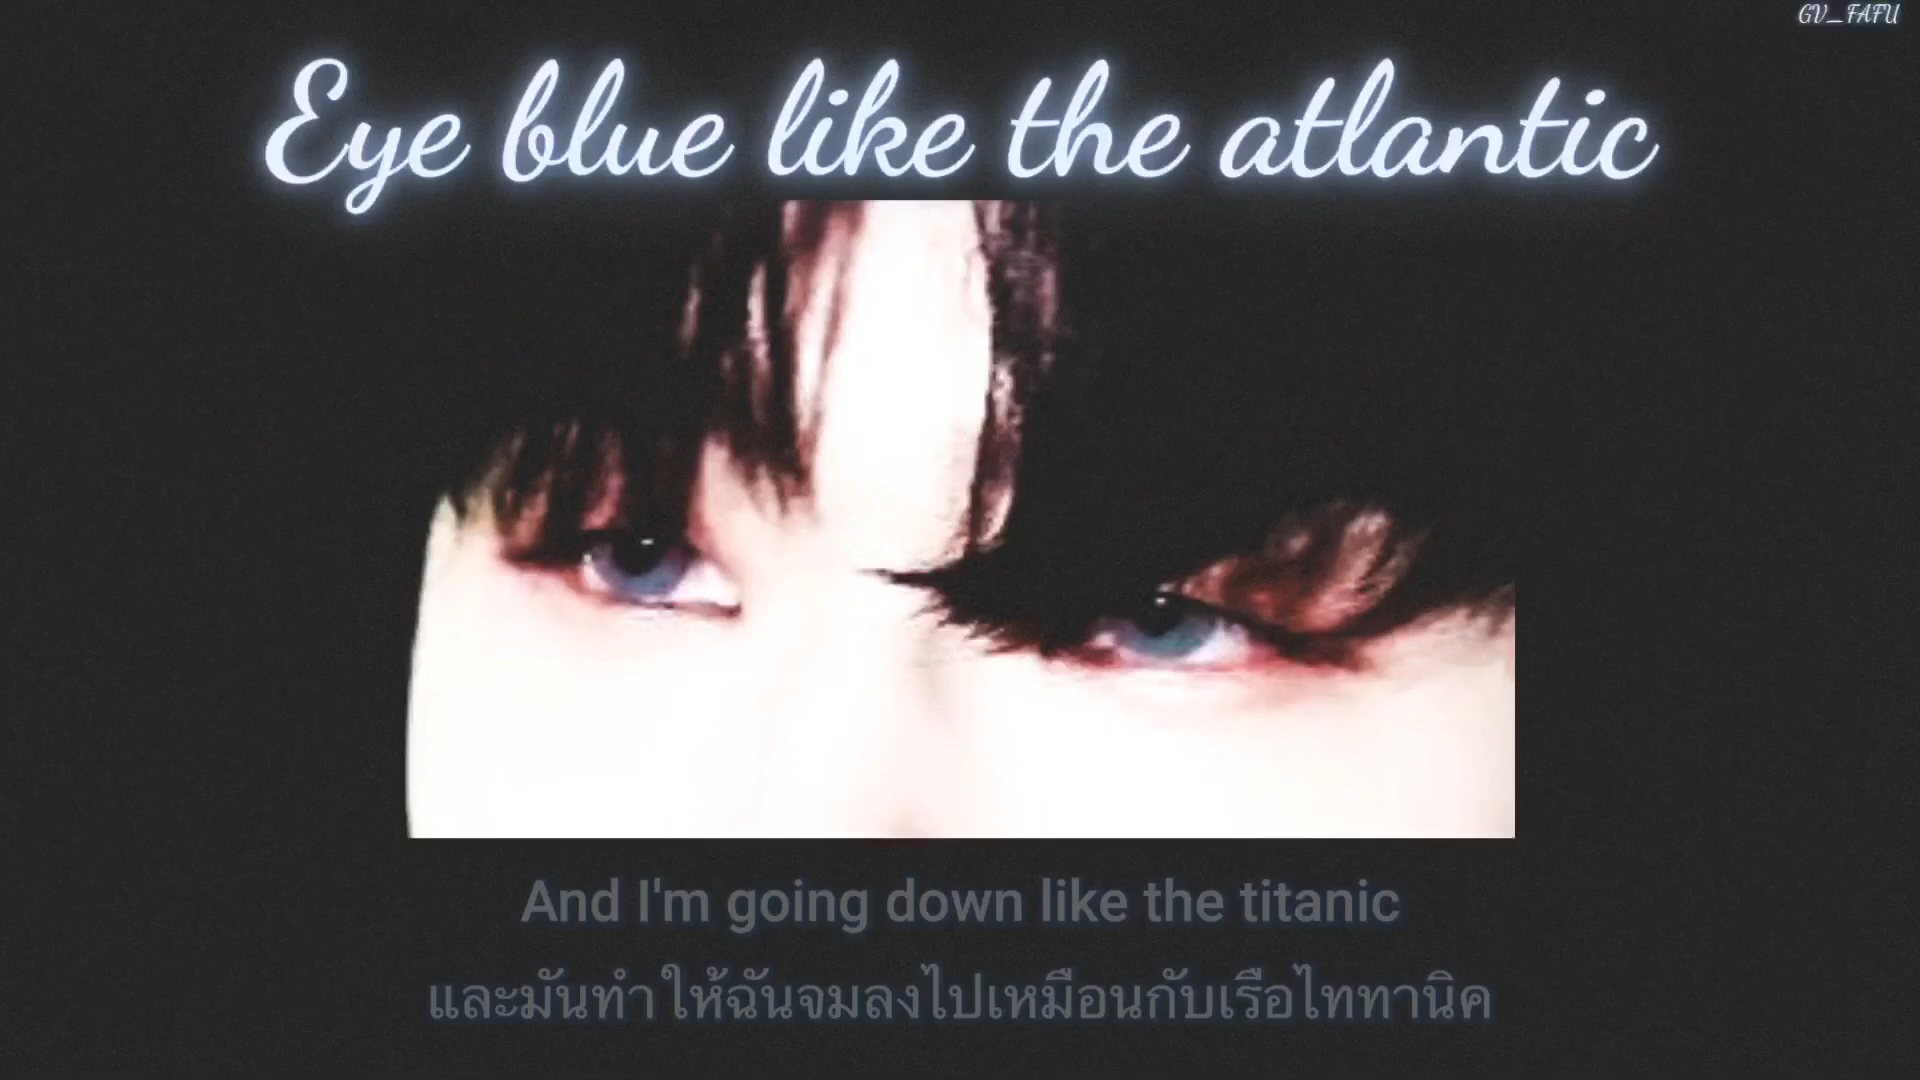 GV_FAFU
Eye blue like the atlantic
And I'm going down like the titanic
และมันทำให้ฉันจมลงไปเหมือนกับเรือไททานิค